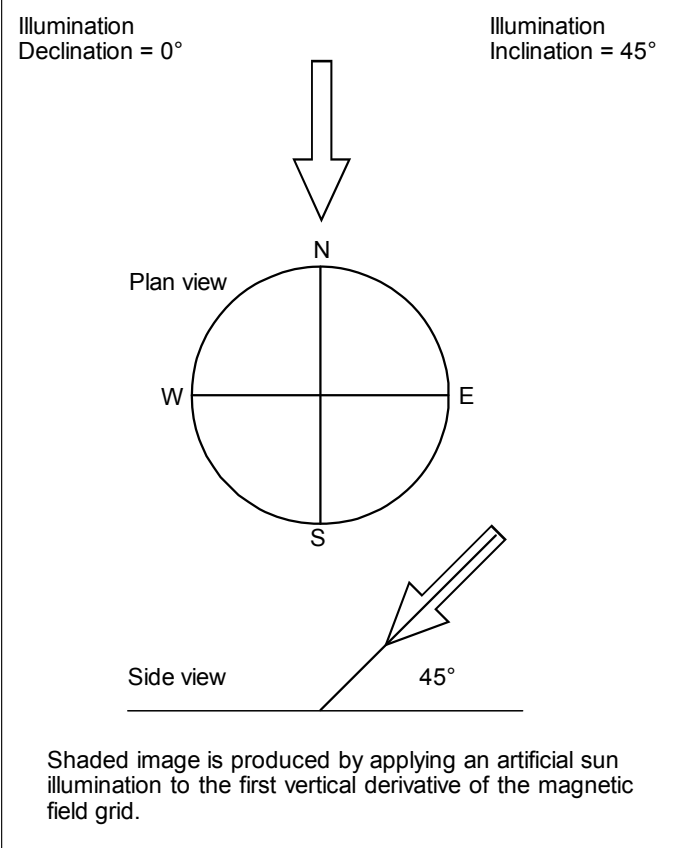 Illumination
Declination = 0°
Illumination
Inclination = 45°
N
Plan view
W
E
S
Side view
45°
Shaded image is produced by applying an artificial sun
illumination to the first vertical derivative of the magnetic
field grid.